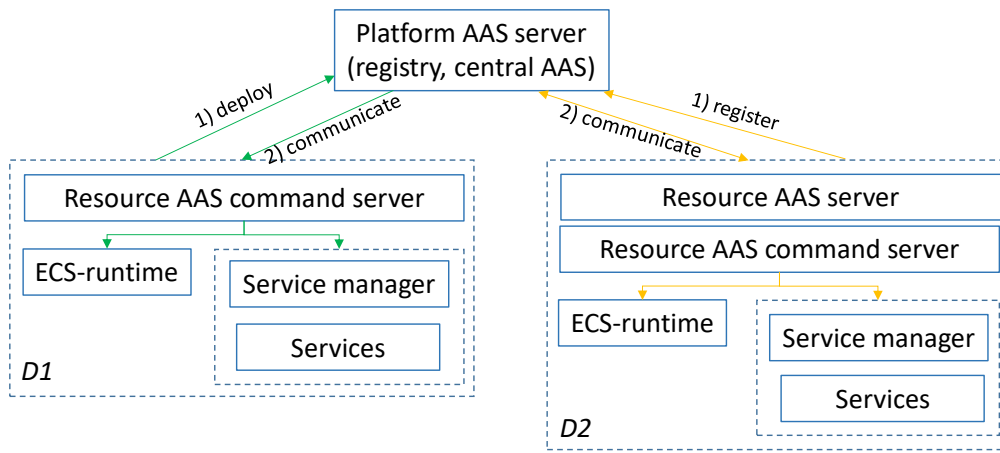 Platform AAS server
(registry, central AAS)
1) deploy
2) communicate
1) register
2) communicate
Resource AAS command server
ECS-runtime
Service manager
Services
D1
Resource AAS server
Resource AAS command server
ECS-runtime
Service manager
Services
D2